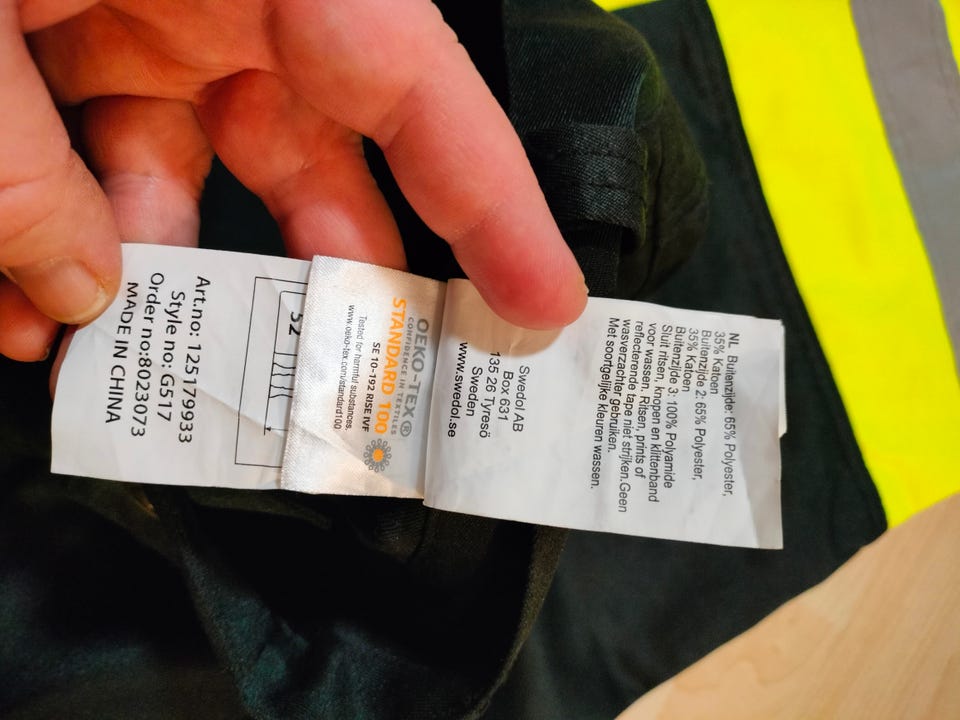 NL Buitenzijde: 65% Polyester,
35% Katoen
Buitenzijde 2: 65% Polyester,
35% Katoen
Buitenzijde 3: 100% Polyamide
Sluit ritsen, knopen en klittenband
voor wassen. Ritsen, prints of
reflecterende tape niet strijken.Geen
wasverzachter gebruiken.
Met soortgelijke kleuren wassen.
Swedol AB
Box 631
135 26 Tyresö
Sweden
www.swedol.se
OEKO-TEX®
CONFIDENCE IN TEXTILES
STANDARD 100
SE 10-192 RISE IVF
Tested for harmful substances.
www.oeko-tex.com/standard100
52
Art.no: 125179933
Style no: G517
Order no:8023073
MADE IN CHINA